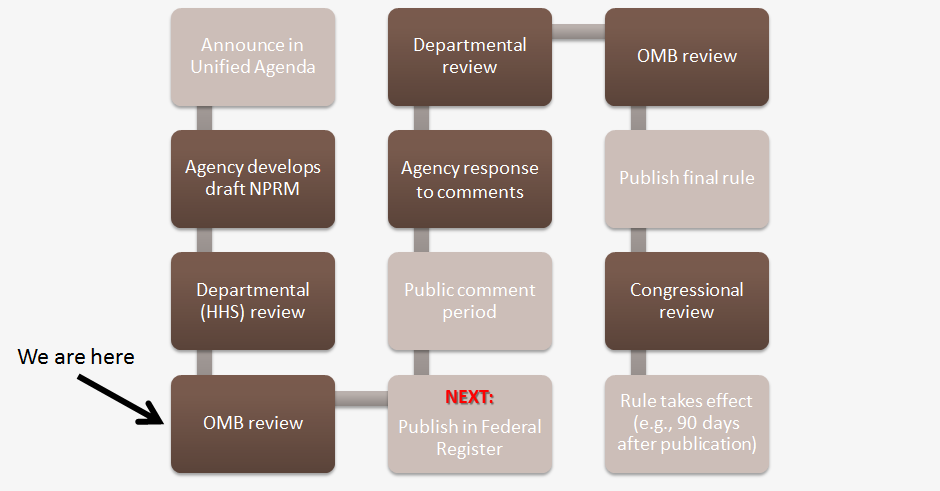 Announce in
Unified Agenda
Agency develops
draft NPRM
Departmental
(HHS) review
We are here
OMB review
NEXT:
Publish in Federal
Register
Public comment
period
Agency response
to comments
Departmental
review
OMB review
Publish final rule
Congressional
review
Rule takes effect
(e.g., 90 days
after publication)